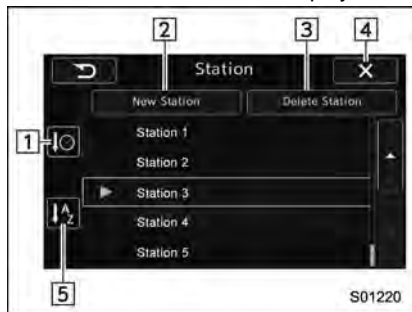 2 3 4
Station X
New Station Delete Station
1
Station 1
Station 2
Station 3
Station 4
Station 5
A
Z
5
S01220